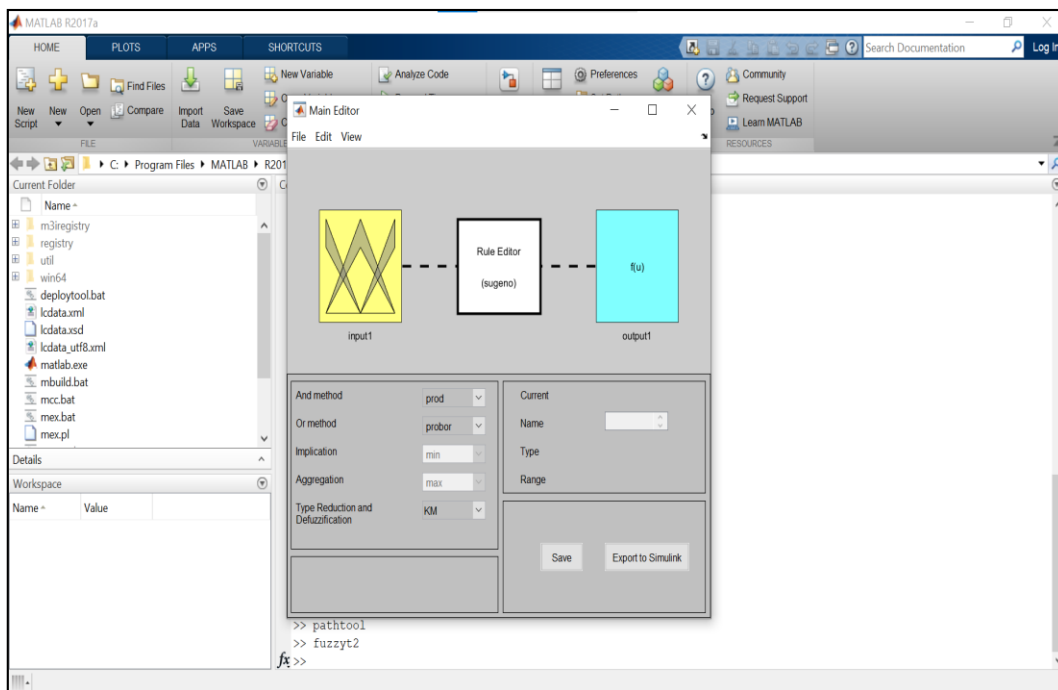 MATLAB R2017a
HOME PLOTS APPS SHORTCUTS
Search Documentation
Log In
New Script
New
Open
Find Files
Compare
Import Data
Save Workspace
New Variable
Analyze Code
Preferences
Community
Request Support
Learn MATLAB
FILE
RESOURCES
C: Program Files MATLAB
Current Folder
Name
m3iregistry
registry
util
win64
deploytool.bat
lcdata.xml
lcdata.xsd
lcdata_utf8.xml
matlab.exe
mbuild.bat
mcc.bat
mex.bat
mex.pl
Details
Workspace
Name Value
Main Editor
File Edit View
Rule Editor
(sugeno)
f(u)
input1
output1
And method prod
Or method probor
Implication min
Aggregation max
Type Reduction and
Defuzzification
KM
Current
Name
Type
Range
Save
Export to Simulink
>> pathtool
>> fuzzyt2
fx >>